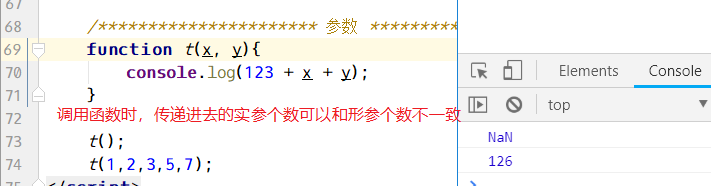 68 /*********************** 参数 *********
69 function t(x, y){
70 console.log(123 + x + y);
71 }
72 调用函数时，传递进去的实参个数可以和形参个数不一致
73 t();
74 t(1,2,3,5,7);
75 </script>
Elements Console
top
NaN
126